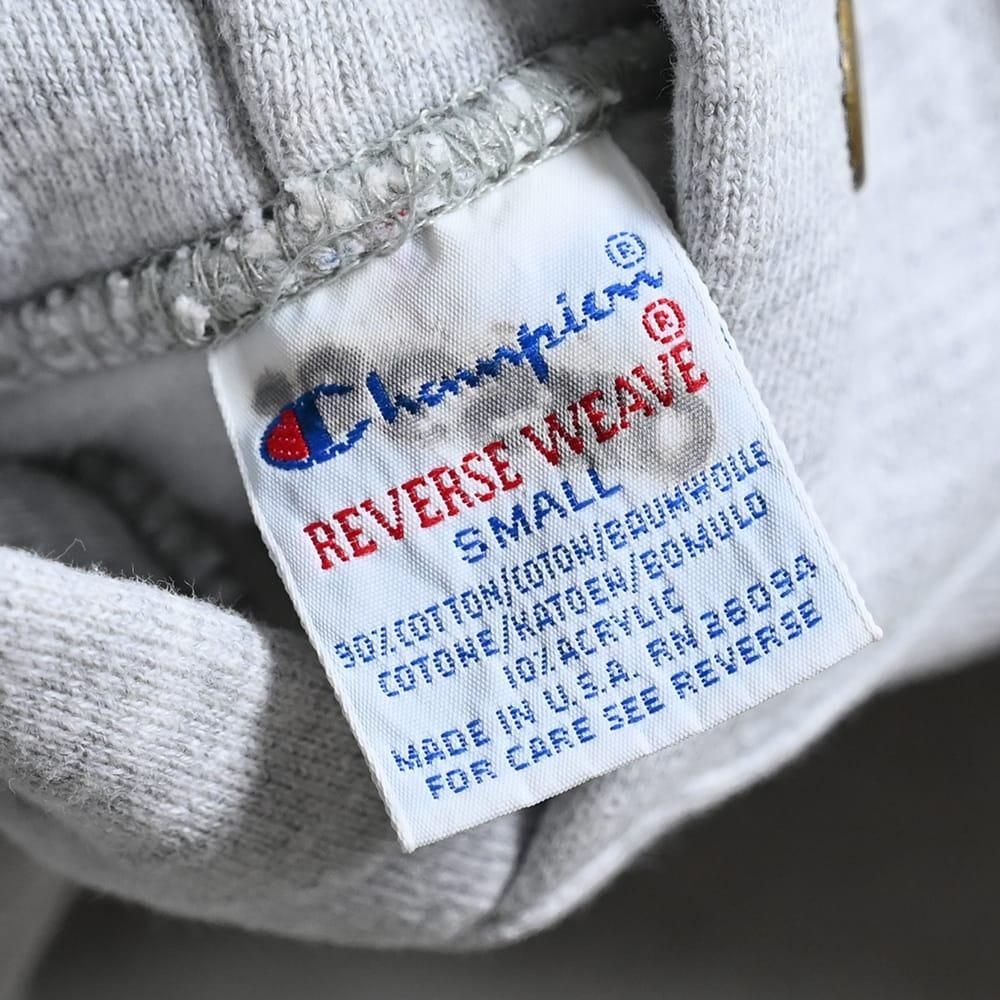 Champion®
REVERSE WEAVE®
SMALL
90%COTTON/COTON/BAUMWOLLE
COTONE/KATOEN/BOMULD
10%ACRYLIC
MADE IN U.S.A. RN 26094
FOR CARE SEE REVERSE